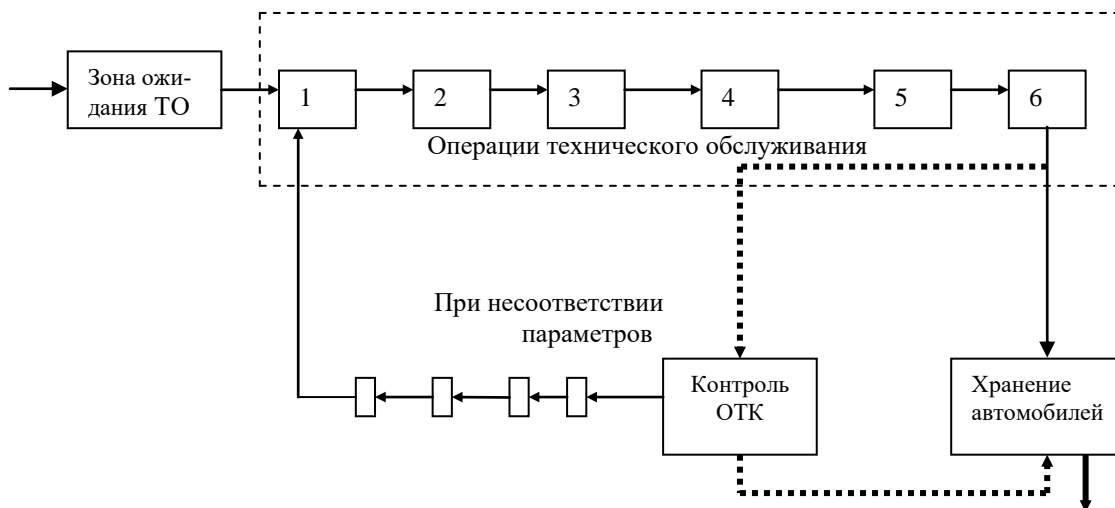 Зона ожи-
дания ТО
1
2
3
4
5
6
Операции технического обслуживания
При несоответствии
параметров
Контроль
ОТК
Хранение
автомобилей